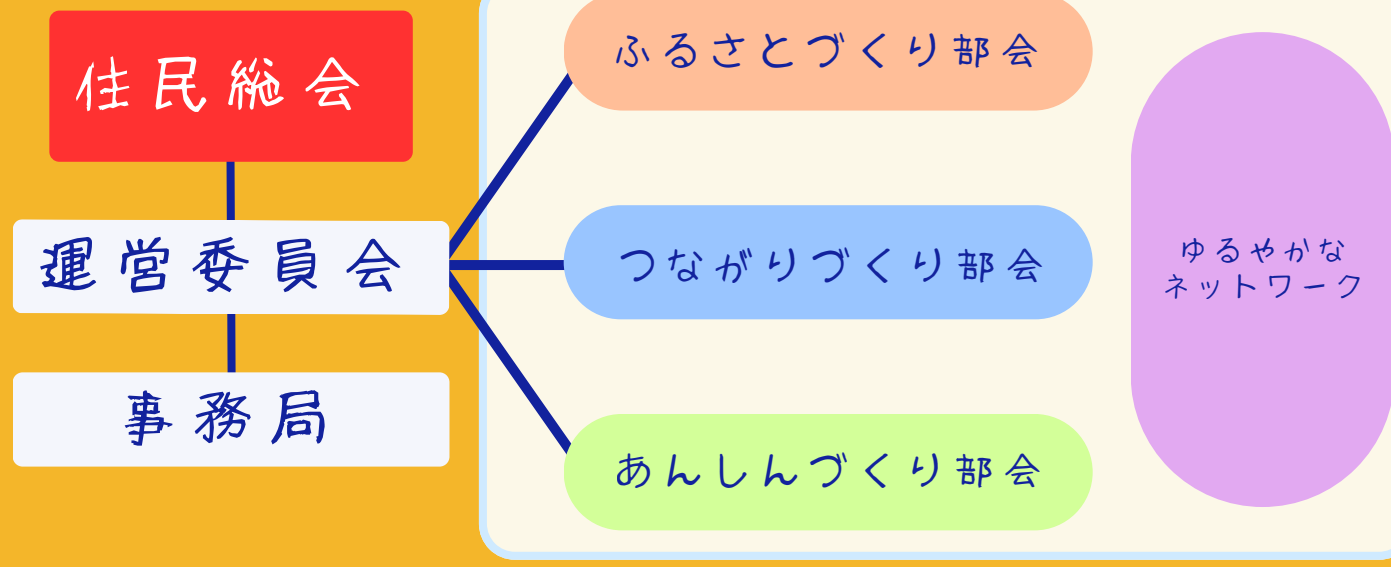 住民総会
運営委員会
事務局
ふるさとづくり部会
つながりづくり部会
あんしんづくり部会
ゆるやかな
ネットワーク